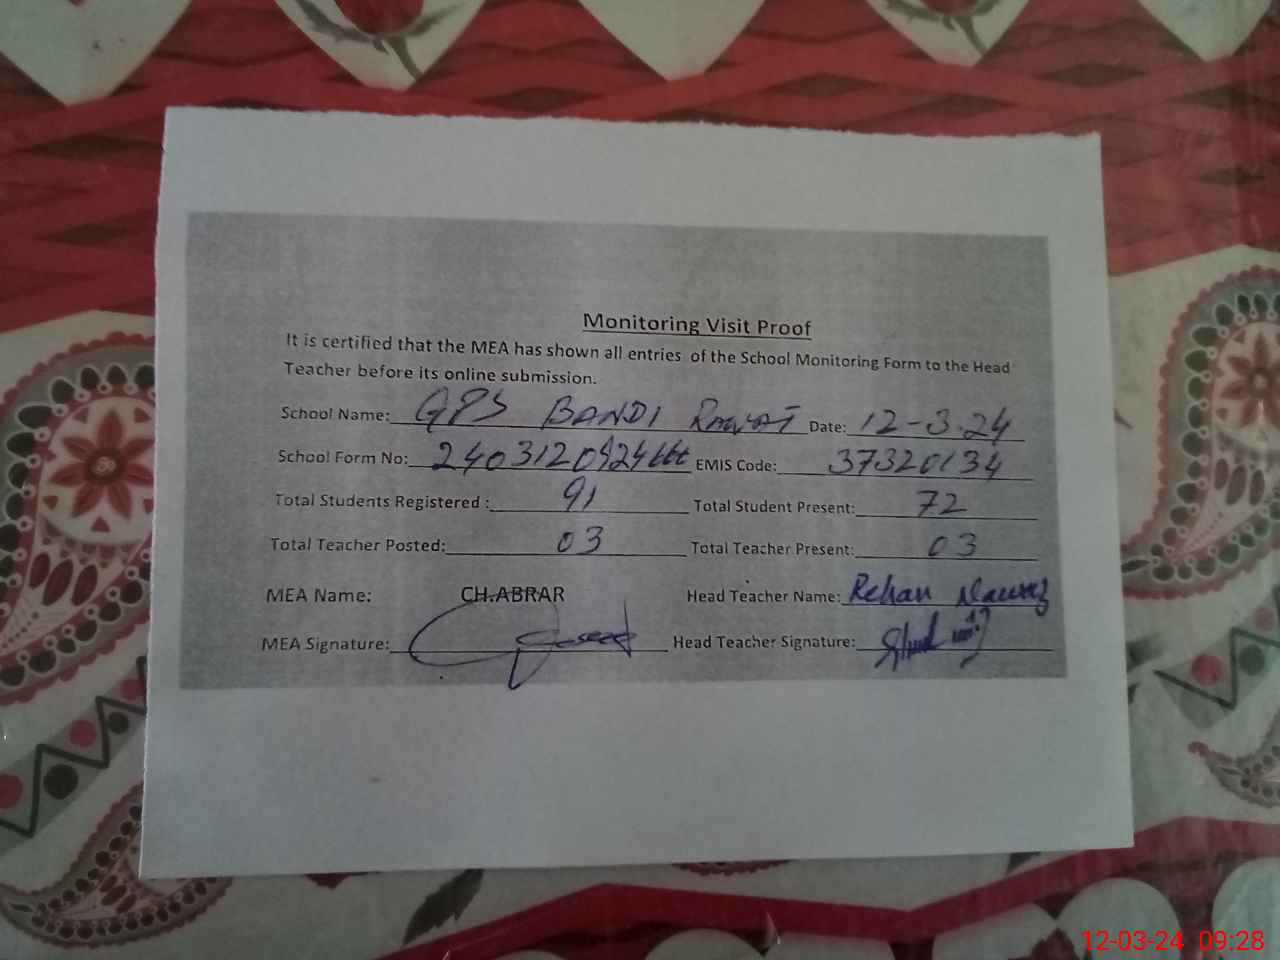 Monitoring Visit Proof
It is certified that the MEA has shown all entries of the School Monitoring Form to the Head
Teacher before its online submission.
School Name: GPS BANDI RAWAT Date: 12-3.24
School Form No: EMIS Code: 37320134
Total Students Registered : 91 Total Student Present: 72
Total Teacher Posted: 03 Total Teacher Present: 03
MEA Name: CH.ABRAR Head Teacher Name: Rehan Nawaz
MEA Signature: Head Teacher Signature:
12-03-24 09:28